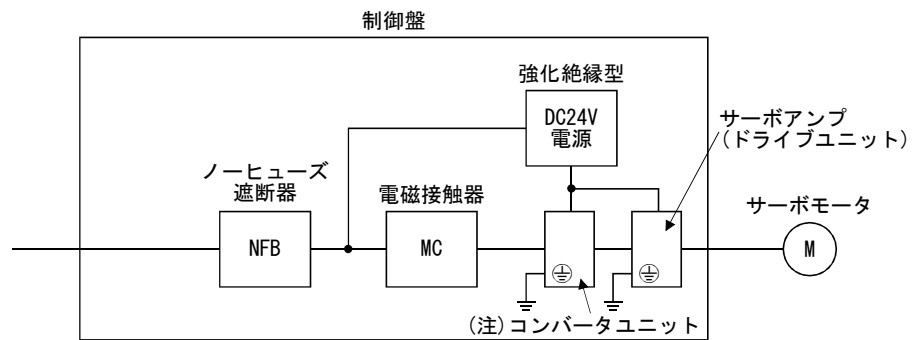 制御盤
強化絶縁型
DC24V
電源
サーボアンプ
(ドライブユニット)
ノーヒューズ
遮断器
電磁接触器
サーボモータ
NFB
MC
M
(注)コンバータユニット